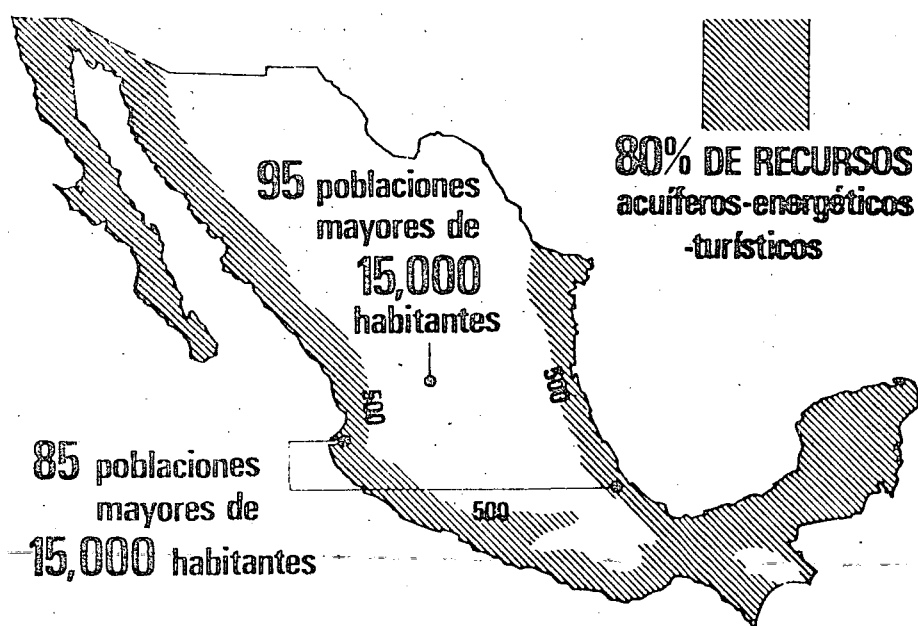 80% DE RECURSOS
acuíferos-energéticos
-turísticos
95 poblaciones
mayores de
15,000
habitantes
500
500
85 poblaciones
mayores de
15,000 habitantes
500